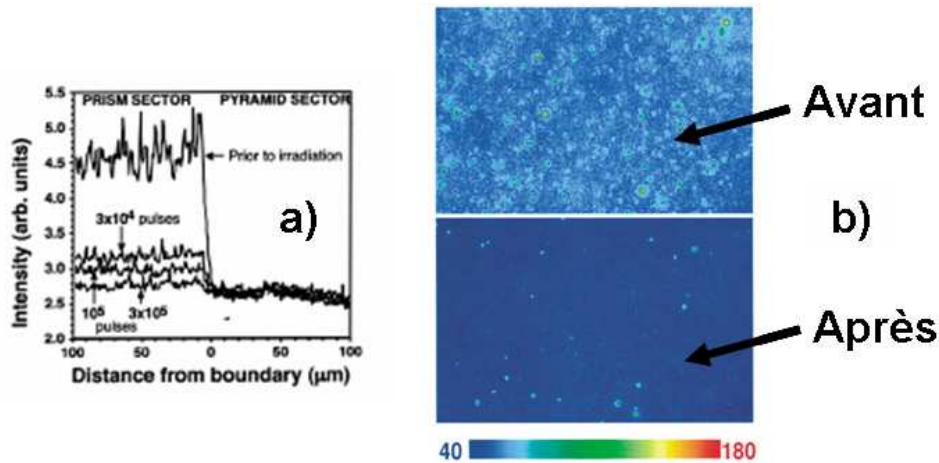 PRISM SECTOR PYRAMID SECTOR
5.5
5.0
4.5
4.0
3.5
3.0
2.5
2.0
Intensity (arb. units)
Prior to irradiation
3x10⁴ pulses
10⁵
pulses
3x10⁵
100 50 0 50 100
Distance from boundary (µm)
a)
Avant
b)
Après
40 180